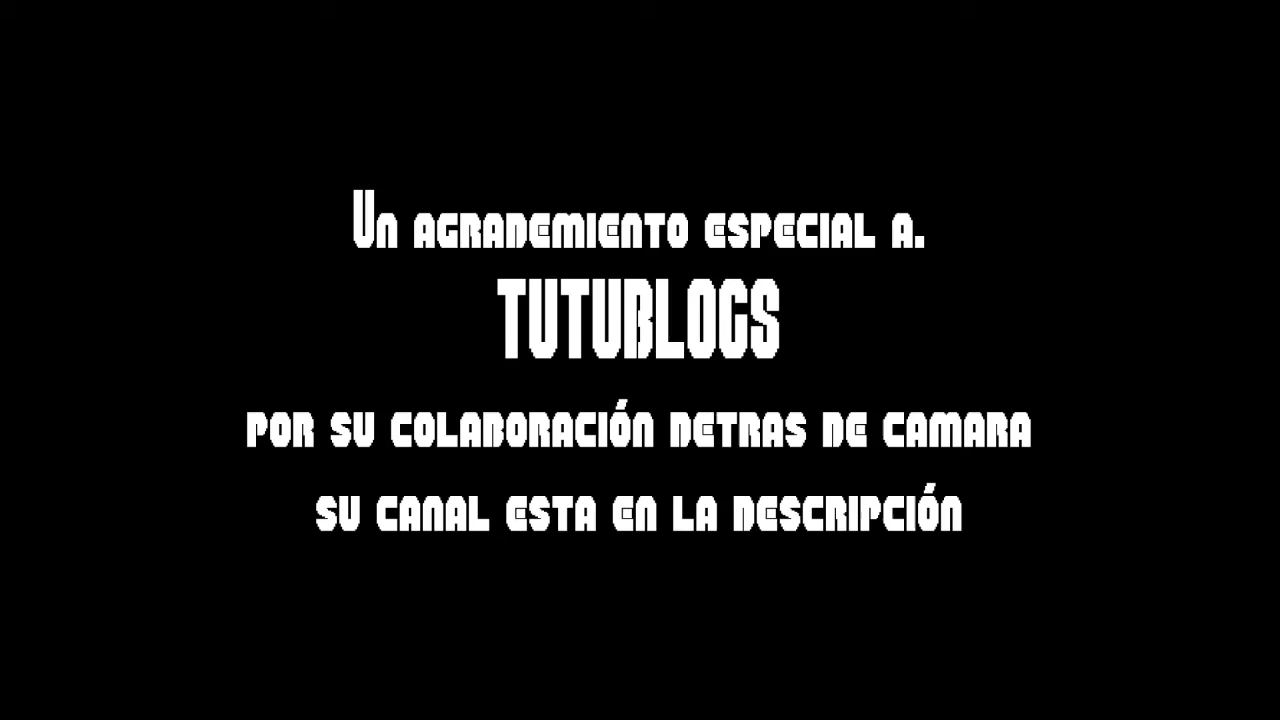 Un agrademiento especial a.
TUTUBLOGS
por su colaboración detras de camara
su canal esta en la descripción